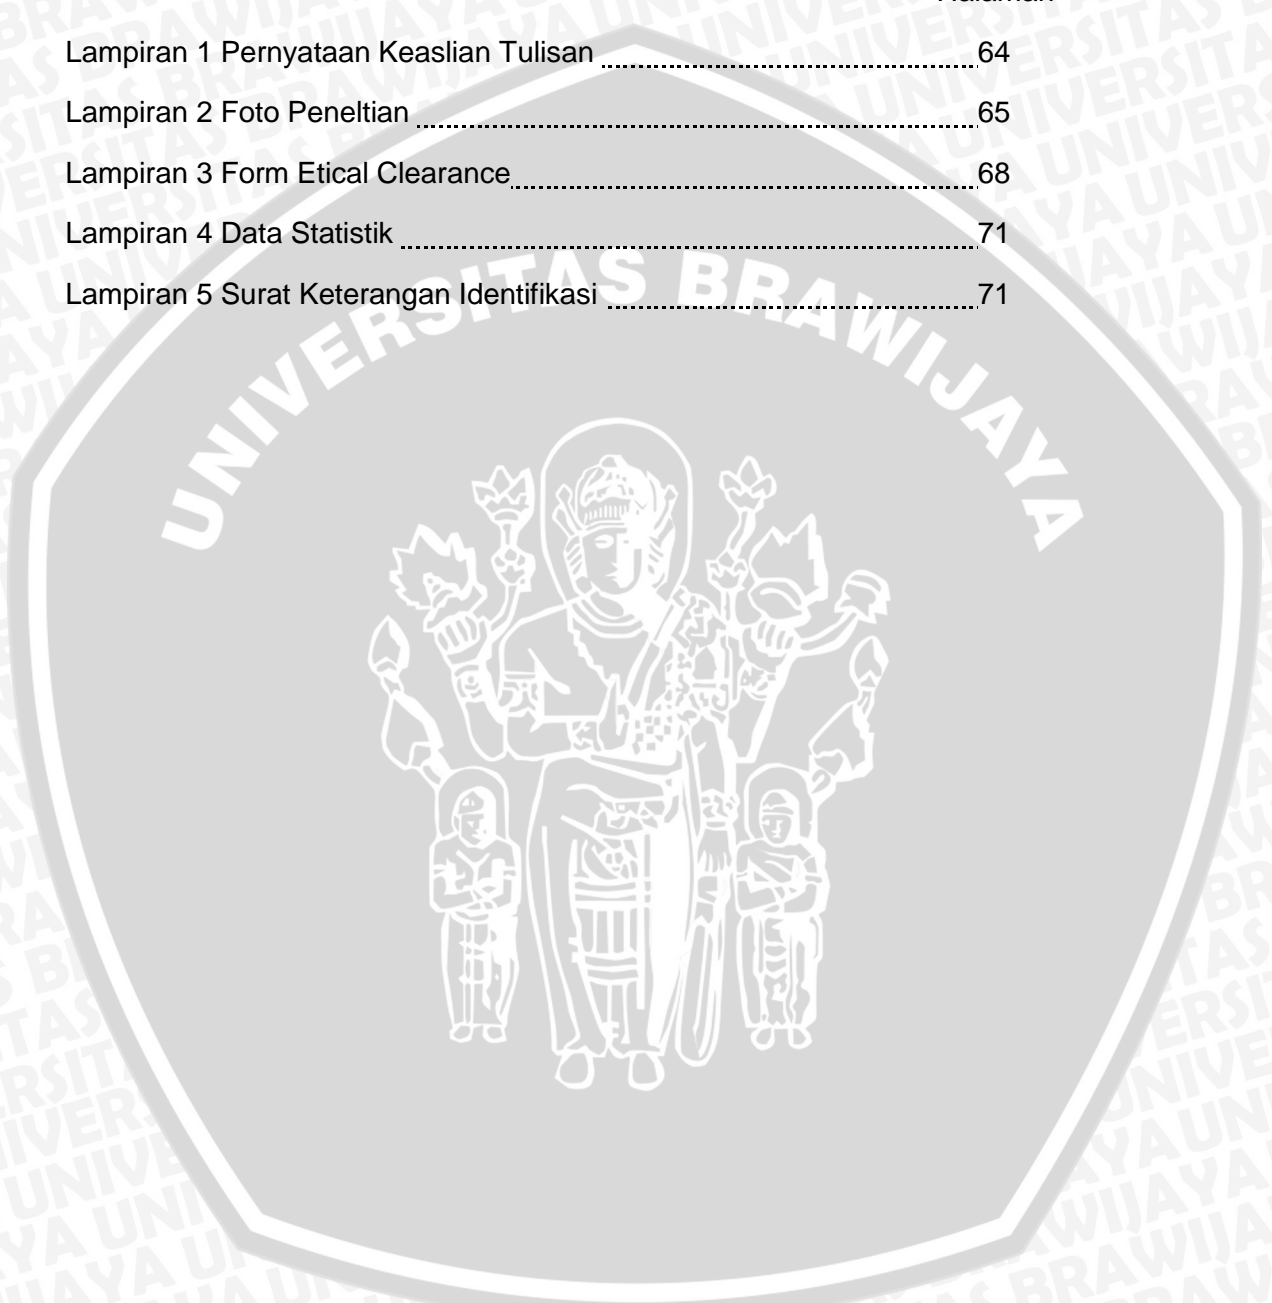 Halaman
Lampiran 1 Pernyataan Keaslian Tulisan 64
Lampiran 2 Foto Peneltian 65
Lampiran 3 Form Etical Clearance 68
Lampiran 4 Data Statistik 71
Lampiran 5 Surat Keterangan Identifikasi 71
UNIVERSITAS BRAWIJAYA